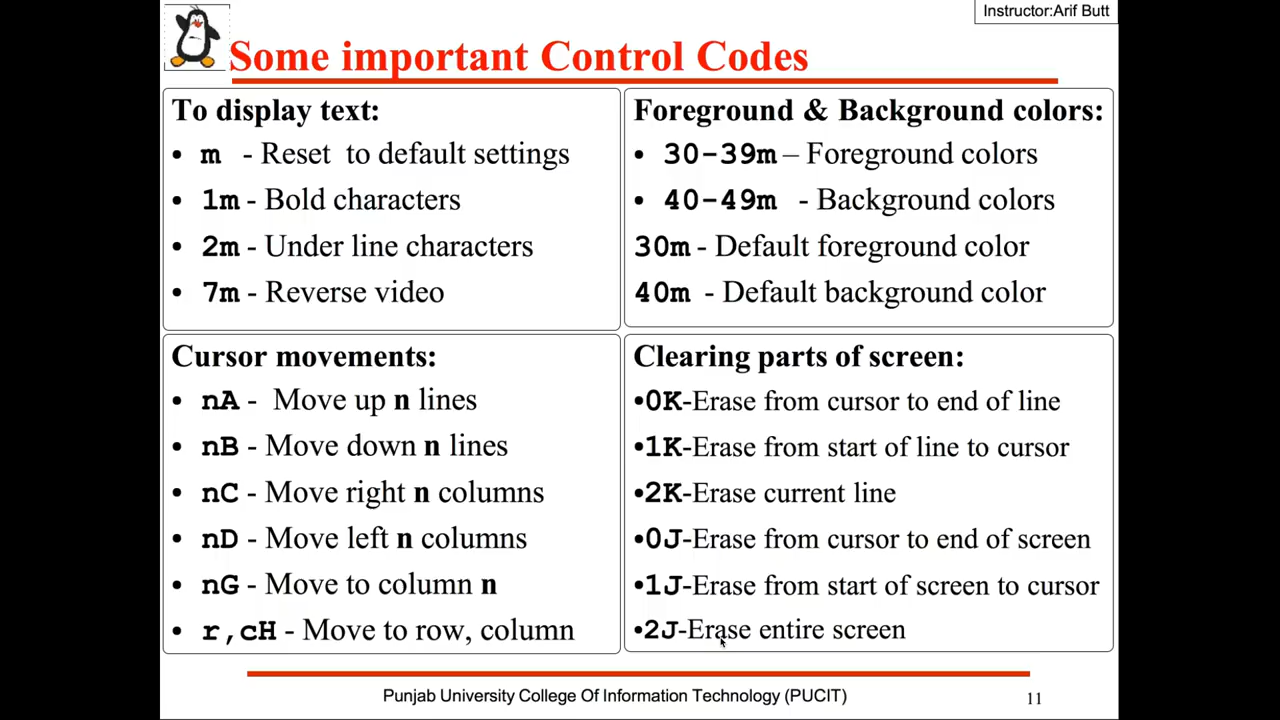 Instructor:Arif Butt
Some important Control Codes
To display text:
• m - Reset to default settings
• 1m - Bold characters
• 2m - Under line characters
• 7m - Reverse video
Foreground & Background colors:
• 30-39m – Foreground colors
• 40-49m - Background colors
30m - Default foreground color
40m - Default background color
Cursor movements:
• nA - Move up n lines
• nB - Move down n lines
• nC - Move right n columns
• nD - Move left n columns
• nG - Move to column n
• r,cH - Move to row, column
Clearing parts of screen:
•0K-Erase from cursor to end of line
•1K-Erase from start of line to cursor
•2K-Erase current line
•0J-Erase from cursor to end of screen
•1J-Erase from start of screen to cursor
•2J-Erase entire screen
Punjab University College Of Information Technology (PUCIT)
11